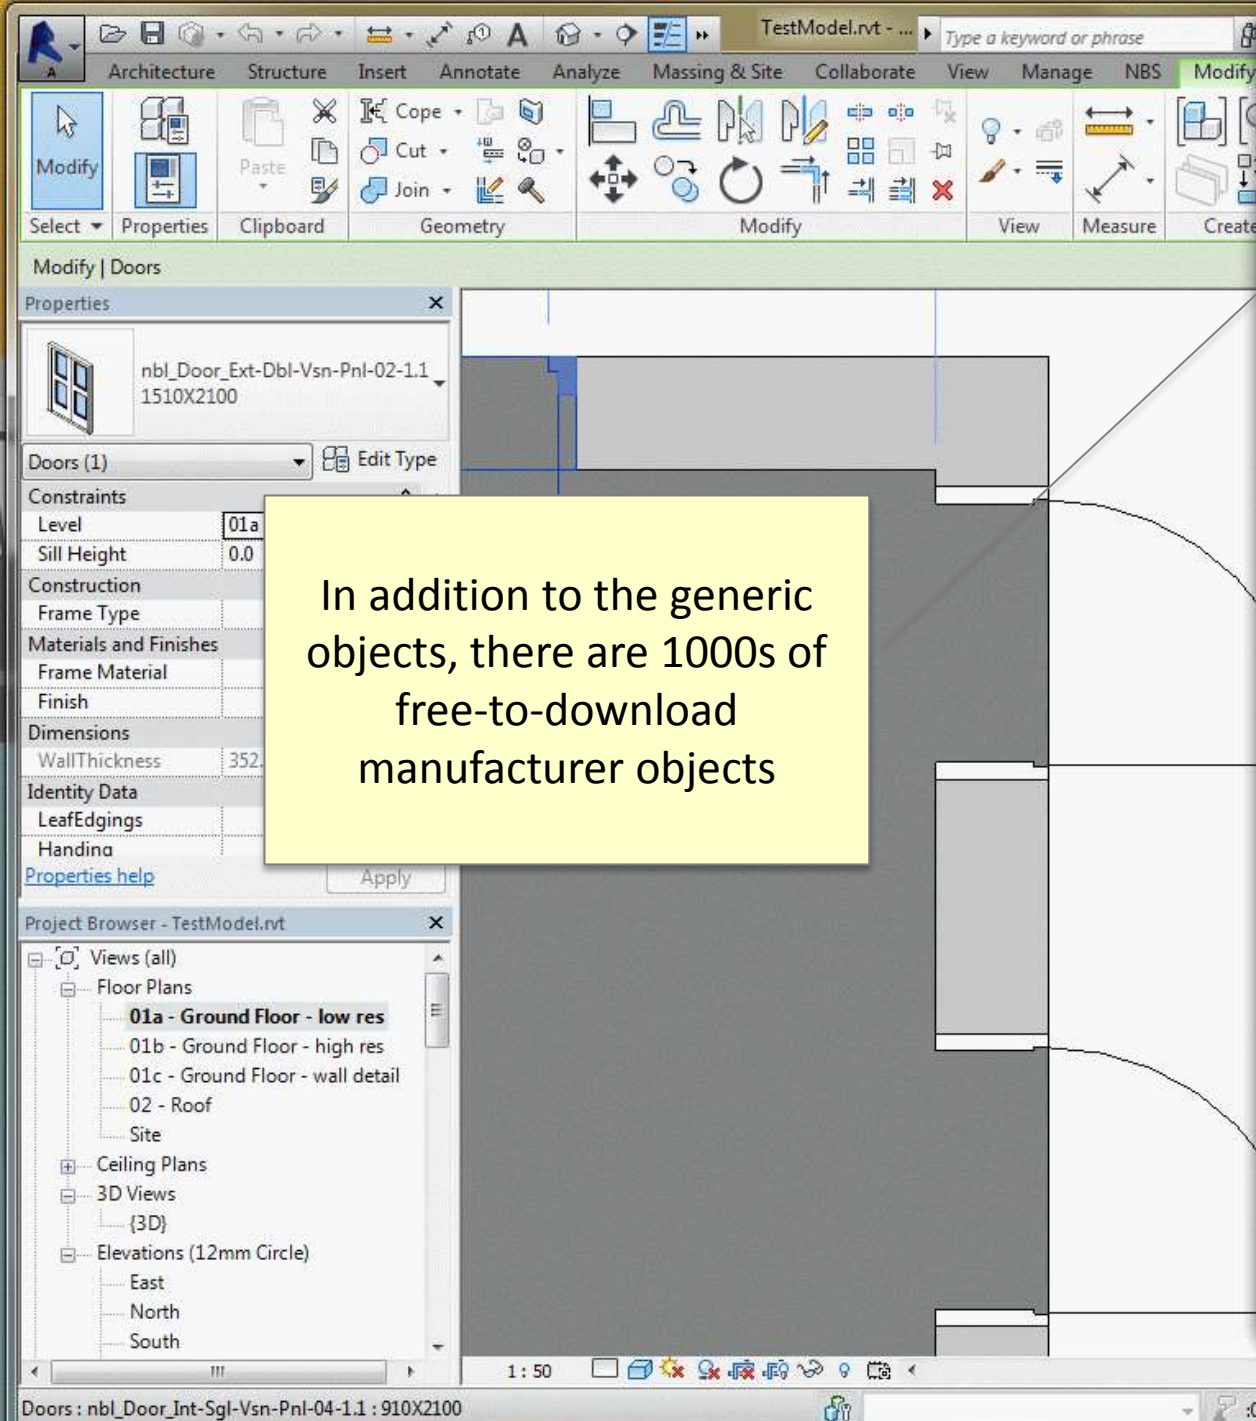 TestModel.rvt - ...
Type a keyword or phrase
A
Architecture Structure Insert Annotate Analyze Massing & Site Collaborate View Manage NBS Modify
Modify
Paste
Cope
Cut
Join
Select Properties Clipboard Geometry Modify View Measure Create
Modify | Doors
Properties
nbl_Door_Ext-Dbl-Vsn-Pnl-02-1.1
1510X2100
Doors (1) Edit Type
Constraints
Level 01a
Sill Height 0.0
Construction
Frame Type
Materials and Finishes
Frame Material
Finish
Dimensions
WallThickness 352.
Identity Data
LeafEdgings
Handing
Properties help Apply
In addition to the generic
objects, there are 1000s of
free-to-download
manufacturer objects
Project Browser - TestModel.rvt
Views (all)
Floor Plans
01a - Ground Floor - low res
01b - Ground Floor - high res
01c - Ground Floor - wall detail
02 - Roof
Site
Ceiling Plans
3D Views
{3D}
Elevations (12mm Circle)
East
North
South
1 : 50
Doors : nbl_Door_Int-Sgl-Vsn-Pnl-04-1.1 : 910X2100